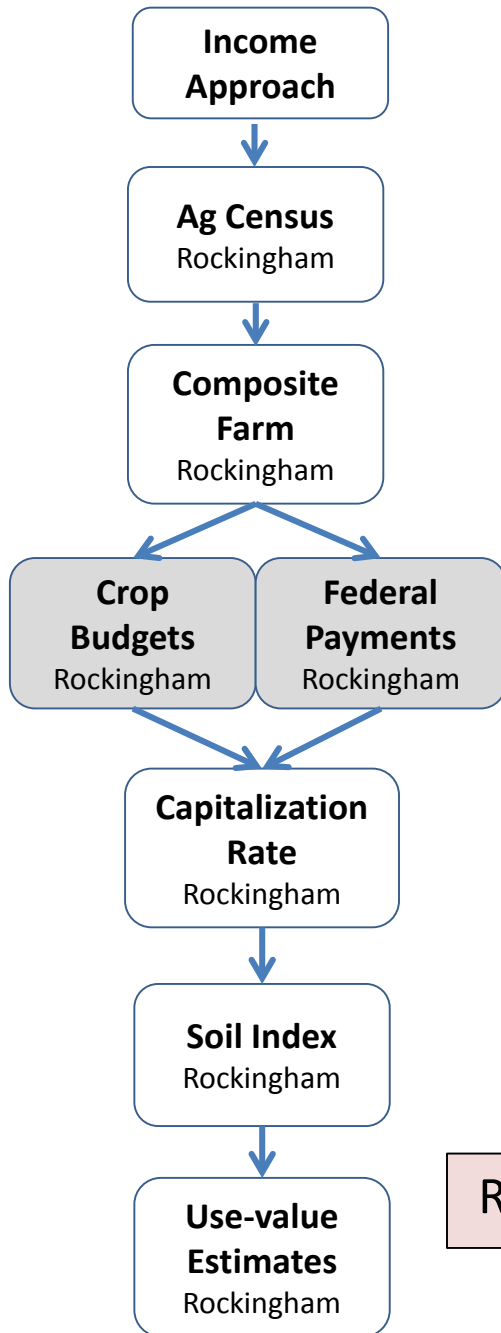 Income
Approach
Ag Census
Rockingham
Composite
Farm
Rockingham
Crop
Budgets
Rockingham
Federal
Payments
Rockingham
Capitalization
Rate
Rockingham
Soil Index
Rockingham
Use-value
Estimates
Rockingham
R